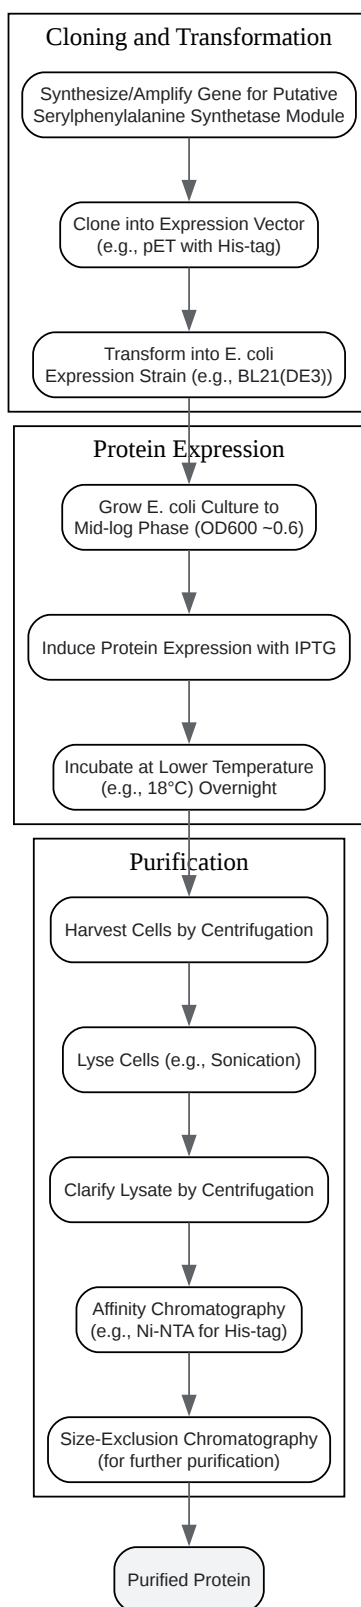 Cloning and Transformation
Synthesize/Amplify Gene for Putative
Serylphenylalanine Synthetase Module
Clone into Expression Vector
(e.g., pET with His-tag)
Transform into E. coli
Expression Strain (e.g., BL21(DE3))
Protein Expression
Grow E. coli Culture to
Mid-log Phase (OD600 ~0.6)
Induce Protein Expression with IPTG
Incubate at Lower Temperature
(e.g., 18°C) Overnight
Purification
Harvest Cells by Centrifugation
Lyse Cells (e.g., Sonication)
Clarify Lysate by Centrifugation
Affinity Chromatography
(e.g., Ni-NTA for His-tag)
Size-Exclusion Chromatography
(for further purification)
Purified Protein